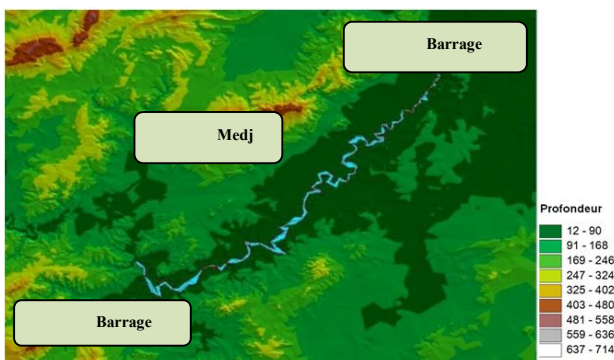 Barrage
Medj
Barrage
Profondeur
12 - 90
91 - 168
169 - 246
247 - 324
325 - 402
403 - 480
481 - 558
559 - 636
637 - 714